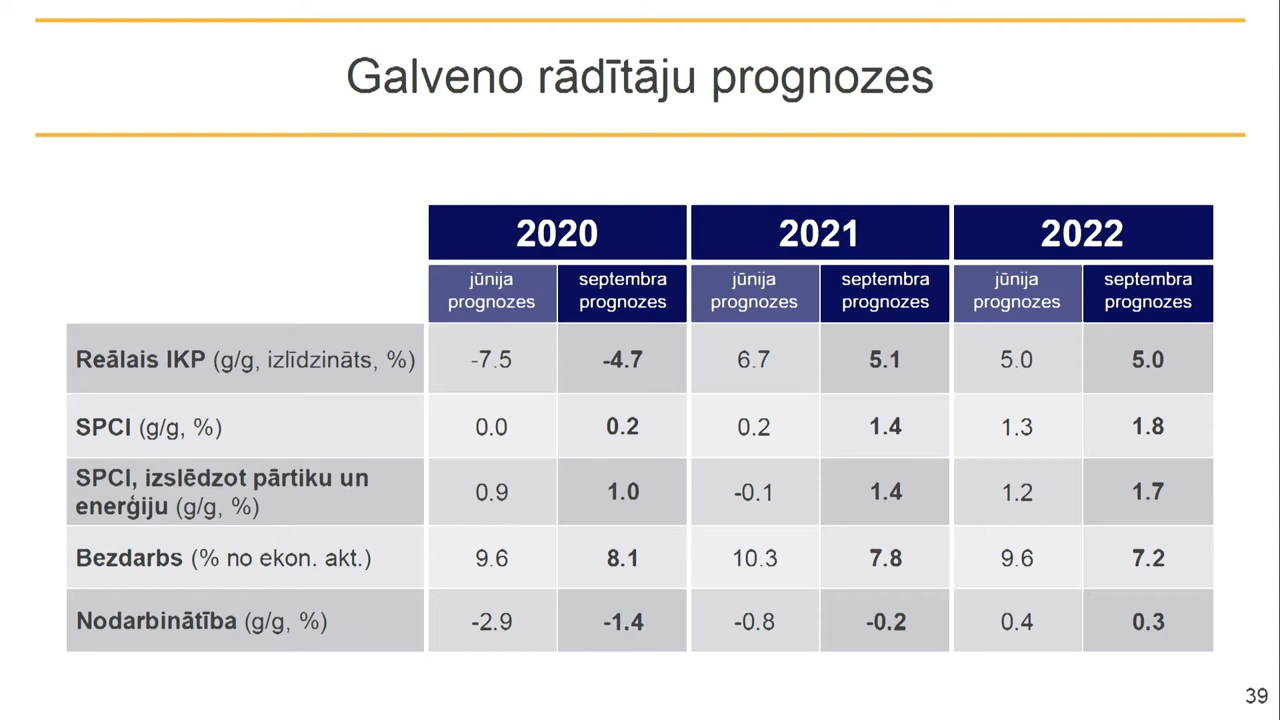 Galveno rādītāju prognozes
2020 2021 2022
jūnija prognozes septembra prognozes jūnija prognozes septembra prognozes jūnija prognozes septembra prognozes
Reālais IKP (g/g, izlīdzināts, %) -7.5 -4.7 6.7 5.1 5.0 5.0
SPCI (g/g, %) 0.0 0.2 0.2 1.4 1.3 1.8
SPCI, izslēdzot pārtiku un
enerģiju (g/g, %) 0.9 1.0 -0.1 1.4 1.2 1.7
Bezdarbs (% no ekon. akt.) 9.6 8.1 10.3 7.8 9.6 7.2
Nodarbinātība (g/g, %) -2.9 -1.4 -0.8 -0.2 0.4 0.3
39